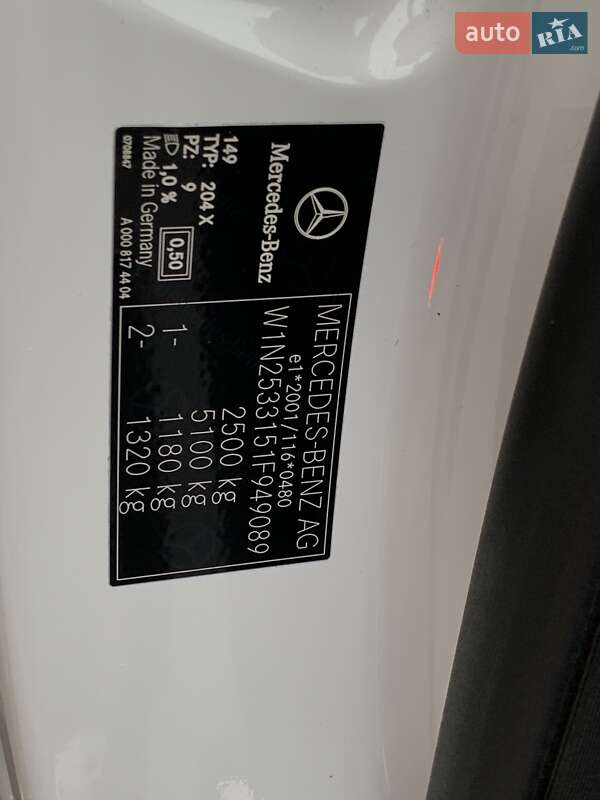 auto RIA.com
Mercedes-Benz
149
TYP: 204 X
PZ: 9
1,0 %
0,50
Made in Germany
0708847
A 000 817 44 04
MERCEDES-BENZ AG
e1*2001/116*0480
W1N2533151F949089
2500 kg
5100 kg
1- 1180 kg
2- 1320 kg